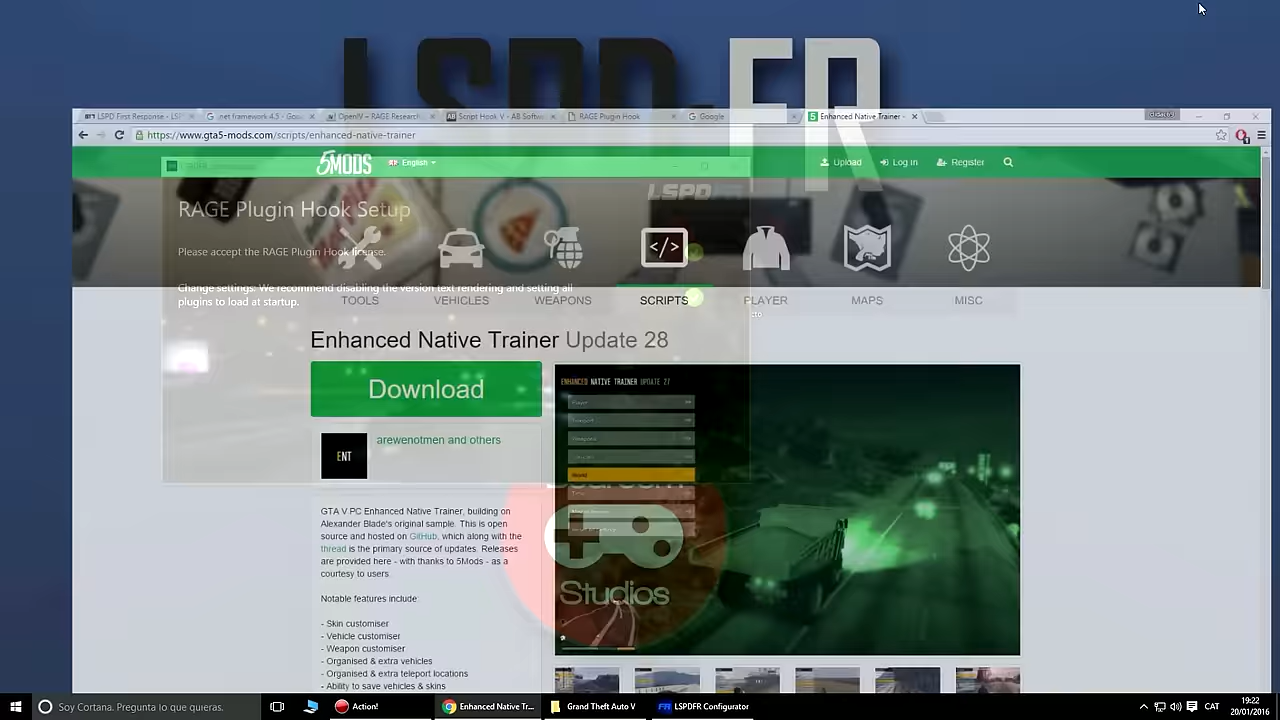 LSPDFR
LSPD First Response - LS
.net framework 4.5 - Goo
OpenIV – RAGE Resear
Script Hook V - AB Softw
RAGE Plugin Hook
Google
Enhanced Native Trainer -
https://www.gta5-mods.com/scripts/enhanced-native-trainer
5MODS
English
Upload
Log In
Register
LSPDFR
RAGE Plugin Hook Setup
Please accept the RAGE Plugin Hook license.
Change settings: We recommend disabling the version text rendering and setting all
plugins to load at startup.
TOOLS
VEHICLES
WEAPONS
SCRIPTS
PLAYER
MAPS
MISC
Enhanced Native Trainer Update 28
Download
ENHANCED NATIVE TRAINER UPDATE 27
Player
ENT
arewenotmen and others
Time
GTA V PC Enhanced Native Trainer, building on
Alexander Blade's original sample. This is open
source and hosted on GitHub, which along with the
thread is the primary source of updates. Releases
are provided here - with thanks to 5Mods - as a
courtesy to users
Notable features include:
- Skin customiser
- Vehicle customiser
- Weapon customiser
- Organised & extra vehicles
- Organised & extra teleport locations
- Ability to save vehicles & skins
Studios
Soy Cortana. Pregunta lo que quieras.
Action!
Enhanced Native Tr...
Grand Theft Auto V
LSPDFR Configurator
CAT
19:22
20/01/2016